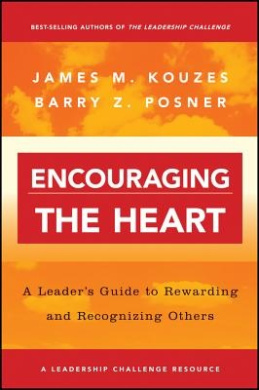 BEST-SELLING AUTHORS OF THE LEADERSHIP CHALLENGE
JAMES M. KOUZES
BARRY Z. POSNER
ENCOURAGING
THE HEART
A Leader's Guide to Rewarding
and Recognizing Others
A LEADERSHIP CHALLENGE RESOURCE